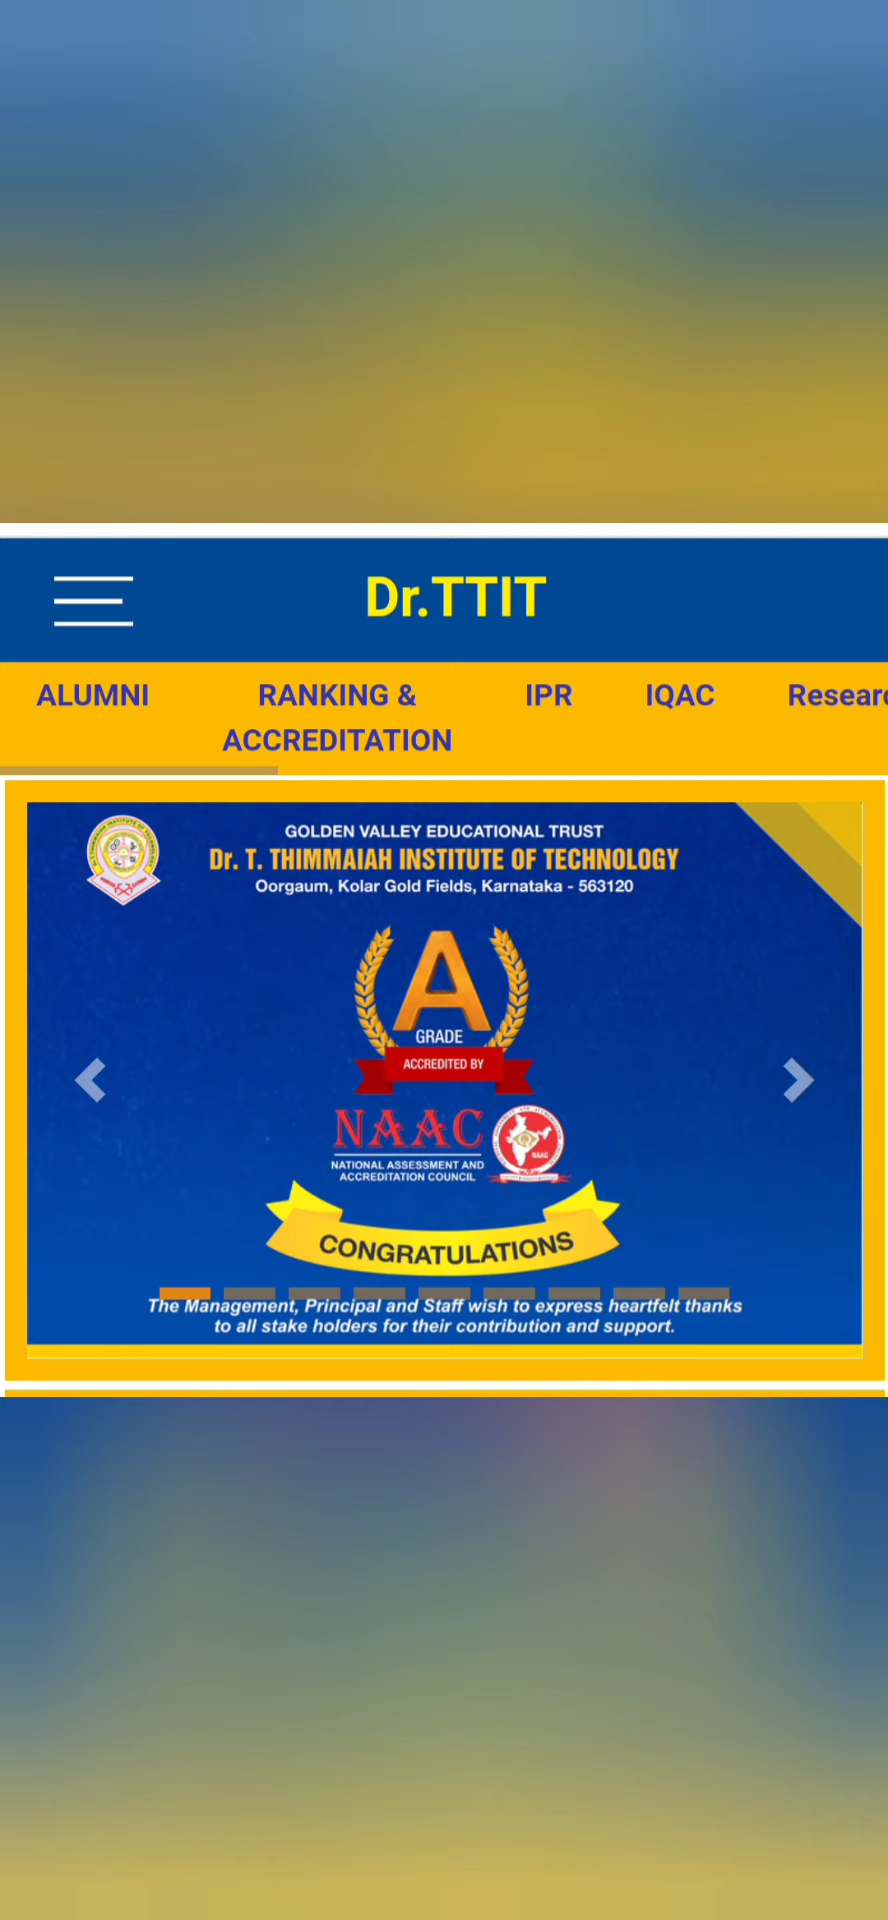 Dr.TTIT
ALUMNI
RANKING &
ACCREDITATION
IPR
IQAC
Researc
GOLDEN VALLEY EDUCATIONAL TRUST
Dr. T. THIMMAIAH INSTITUTE OF TECHNOLOGY
Oorgaum, Kolar Gold Fields, Karnataka - 563120
A
GRADE
ACCREDITED BY
NAAC
NAAC
NATIONAL ASSESSMENT AND
ACCREDITATION COUNCIL
CONGRATULATIONS
The Management, Principal and Staff wish to express heartfelt thanks
to all stake holders for their contribution and support.